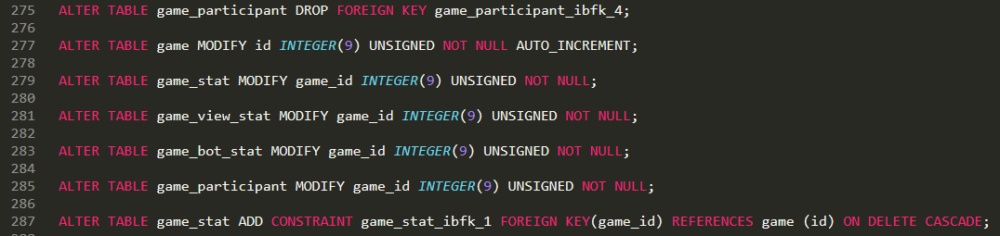 275 ALTER TABLE game_participant DROP FOREIGN KEY game_participant_ibfk_4;
276
277 ALTER TABLE game MODIFY id INTEGER(9) UNSIGNED NOT NULL AUTO_INCREMENT;
278
279 ALTER TABLE game_stat MODIFY game_id INTEGER(9) UNSIGNED NOT NULL;
280
281 ALTER TABLE game_view_stat MODIFY game_id INTEGER(9) UNSIGNED NOT NULL;
282
283 ALTER TABLE game_bot_stat MODIFY game_id INTEGER(9) UNSIGNED NOT NULL;
284
285 ALTER TABLE game_participant MODIFY game_id INTEGER(9) UNSIGNED NOT NULL;
286
287 ALTER TABLE game_stat ADD CONSTRAINT game_stat_ibfk_1 FOREIGN KEY(game_id) REFERENCES game (id) ON DELETE CASCADE;